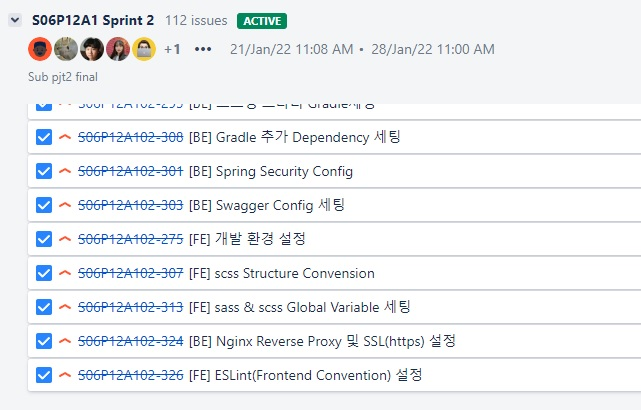 S06P12A1 Sprint 2 112 issues ACTIVE
+1 ••• 21/Jan/22 11:08 AM • 28/Jan/22 11:00 AM
Sub pjt2 final
S06P12A102-308 [BE] Gradle 추가 Dependency 세팅
S06P12A102-301 [BE] Spring Security Config
S06P12A102-303 [BE] Swagger Config 세팅
S06P12A102-275 [FE] 개발 환경 설정
S06P12A102-307 [FE] scss Structure Convension
S06P12A102-313 [FE] sass & scss Global Variable 세팅
S06P12A102-324 [BE] Nginx Reverse Proxy 및 SSL(https) 설정
S06P12A102-326 [FE] ESLint(Frontend Convention) 설정